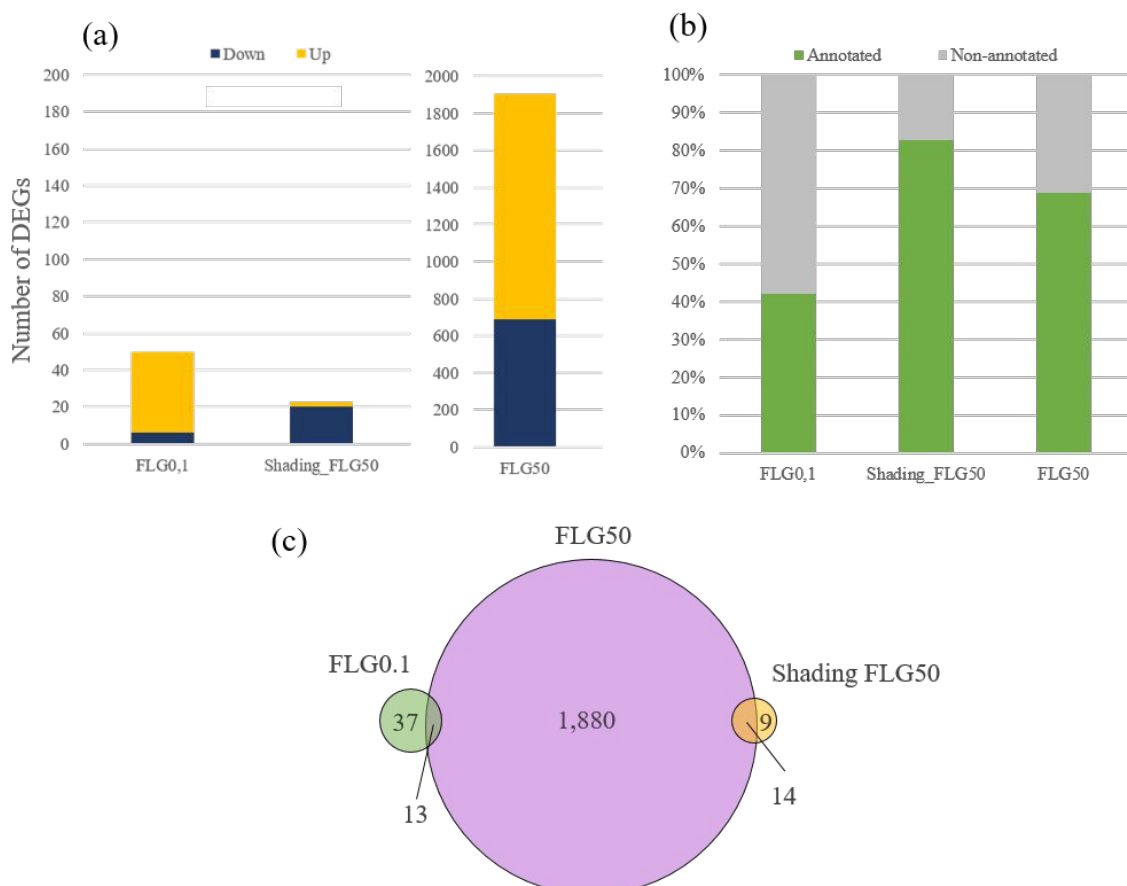 (a)
Down Up
Number of DEGs
200
180
160
140
120
100
80
60
40
20
0
FLG0,1 Shading_FLG50
2000
1800
1600
1400
1200
1000
800
600
400
200
0
FLG50
(b)
Annotated Non-annotated
100%
90%
80%
70%
60%
50%
40%
30%
20%
10%
0%
FLG0,1 Shading_FLG50 FLG50
(c)
FLG50
FLG0.1
Shading FLG50
37 1,880 9
13 14